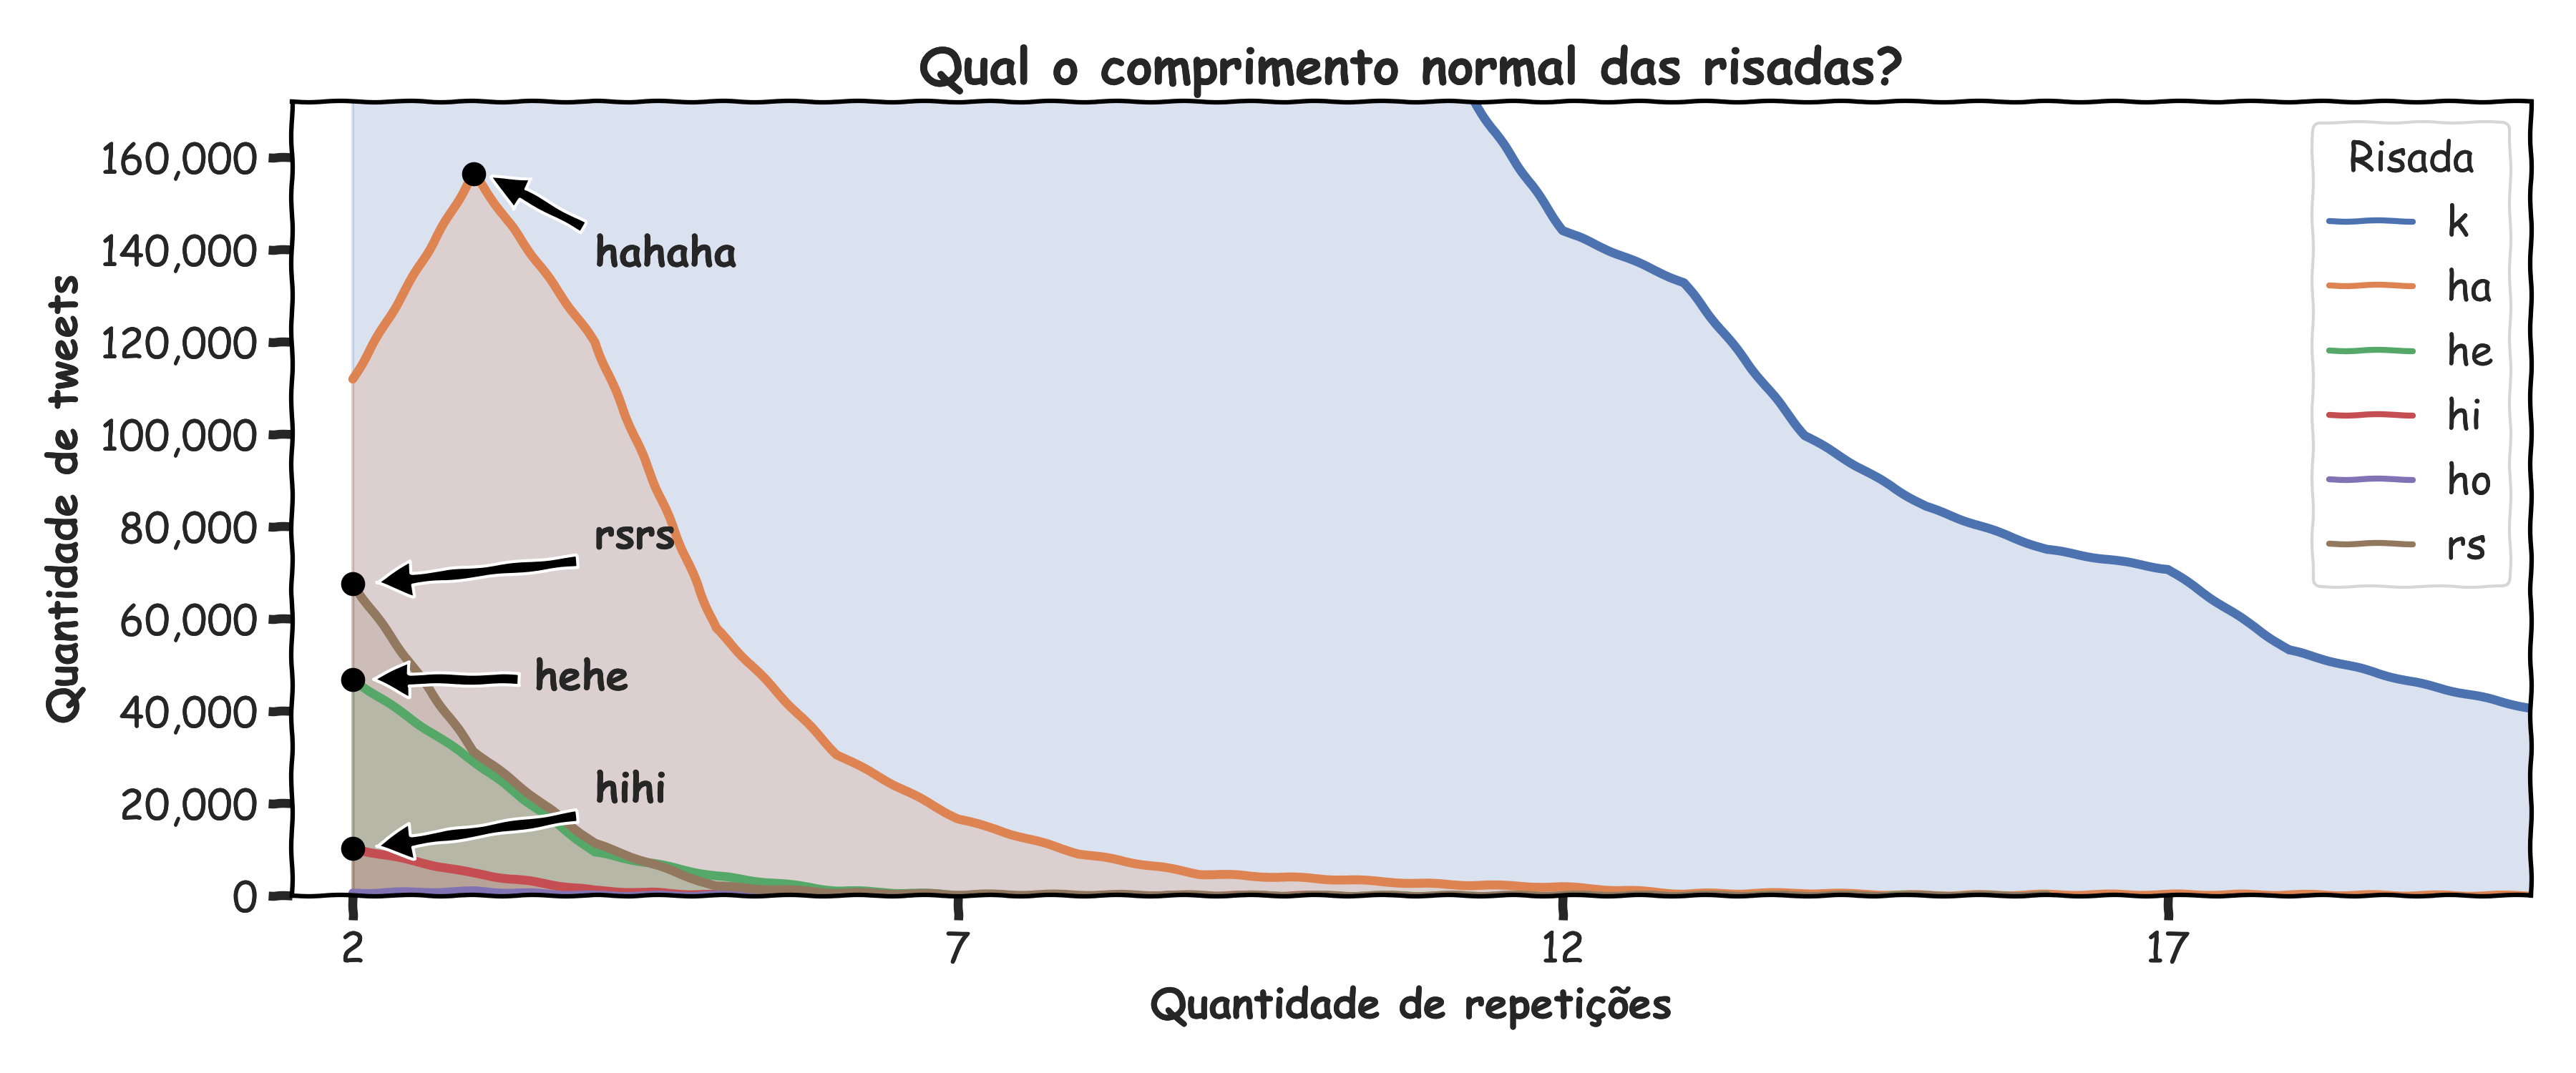 Qual o comprimento normal das risadas?
Quantidade de tweets
160,000
140,000
120,000
100,000
80,000
60,000
40,000
20,000
0
hahaha
rsrs
hehe
hihi
Risada
k
ha
he
hi
ho
rs
2
7
12
17
Quantidade de repetições